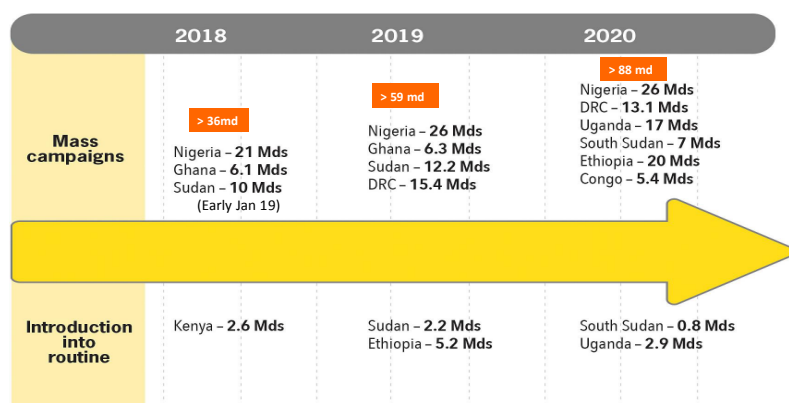 2018 2019 2020
Mass
campaigns
> 36md
Nigeria – 21 Mds
Ghana – 6.1 Mds
Sudan – 10 Mds
(Early Jan 19)
> 59 md
Nigeria – 26 Mds
Ghana – 6.3 Mds
Sudan – 12.2 Mds
DRC – 15.4 Mds
> 88 md
Nigeria – 26 Mds
DRC – 13.1 Mds
Uganda – 17 Mds
South Sudan – 7 Mds
Ethiopia – 20 Mds
Congo – 5.4 Mds
Introduction
into
routine
Kenya – 2.6 Mds
Sudan – 2.2 Mds
Ethiopia – 5.2 Mds
South Sudan – 0.8 Mds
Uganda – 2.9 Mds